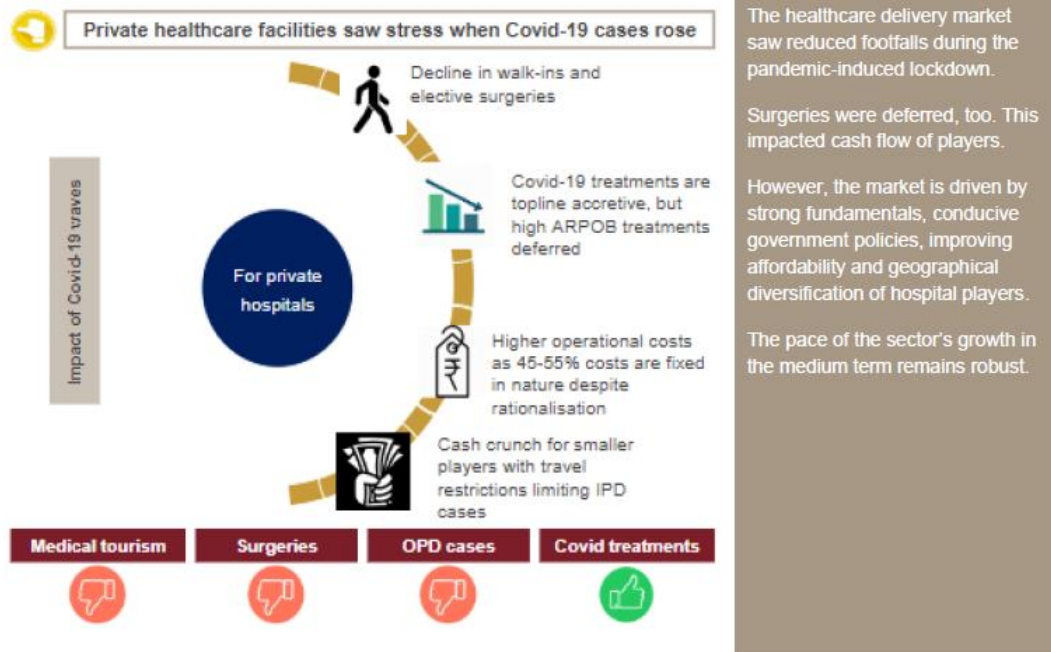 Private healthcare facilities saw stress when Covid-19 cases rose
Impact of Covid-19 waves
For private
hospitals
Decline in walk-ins and
elective surgeries
Covid-19 treatments are
topline accretive, but
high ARPOB treatments
deferred
Higher operational costs
as 45-55% costs are fixed
in nature despite
rationalisation
Cash crunch for smaller
players with travel
restrictions limiting IPD
cases
Medical tourism
Surgeries
OPD cases
Covid treatments
The healthcare delivery market
saw reduced footfalls during the
pandemic-induced lockdown.
Surgeries were deferred, too. This
impacted cash flow of players.
However, the market is driven by
strong fundamentals, conducive
government policies, improving
affordability and geographical
diversification of hospital players.
The pace of the sector's growth in
the medium term remains robust.